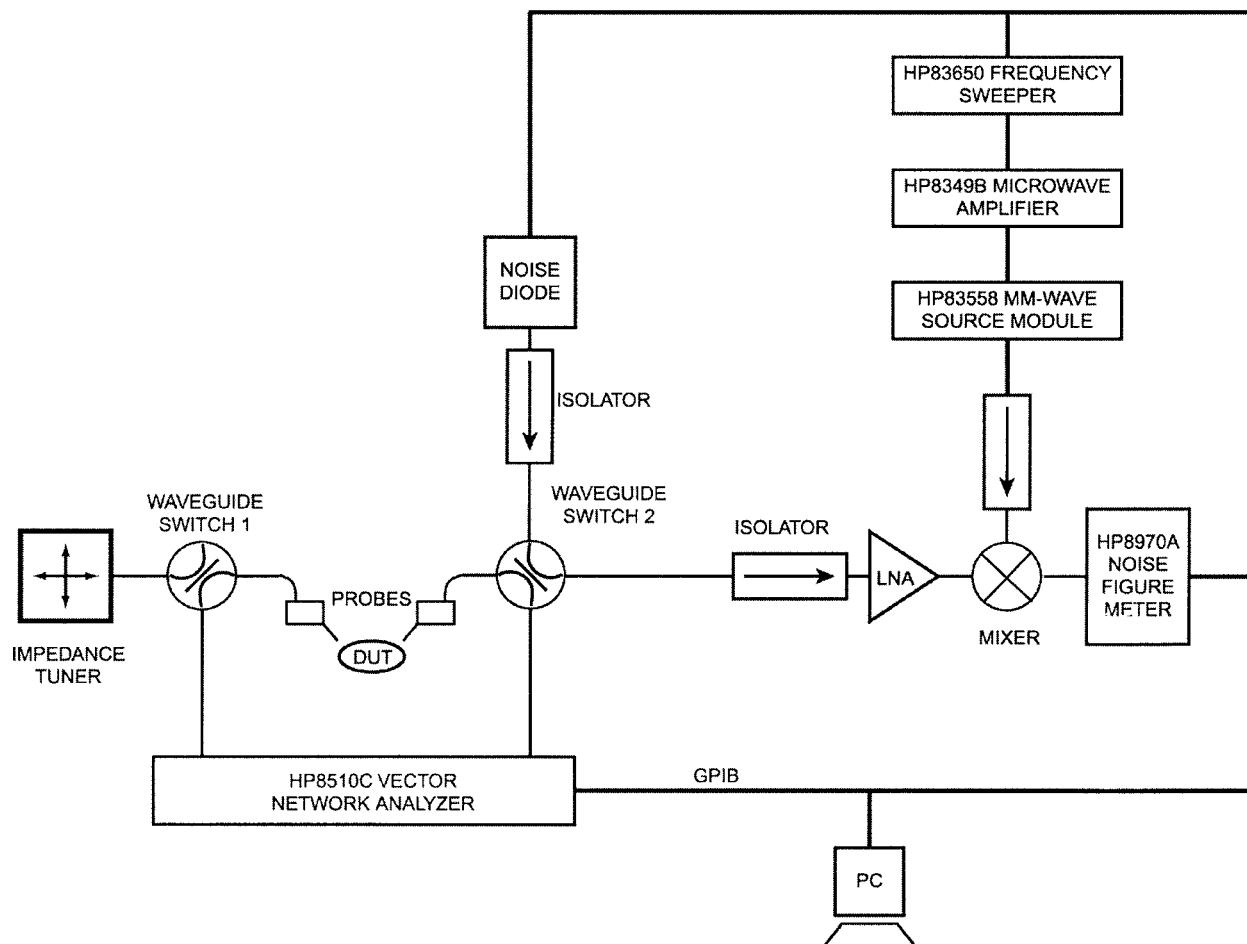 HP83650 FREQUENCY
SWEEPER
HP8349B MICROWAVE
AMPLIFIER
NOISE
DIODE
HP83558 MM-WAVE
SOURCE MODULE
ISOLATOR
WAVEGUIDE
SWITCH 1
WAVEGUIDE
SWITCH 2
ISOLATOR
HP8970A
NOISE
FIGURE
METER
LNA
PROBES
MIXER
DUT
IMPEDANCE
TUNER
HP8510C VECTOR
NETWORK ANALYZER
GPIB
PC